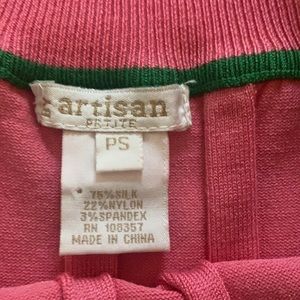 artisan
PETITE
PS
75%SILK
22%NYLON
3%SPANDEX
RN 108357
MADE IN CHINA